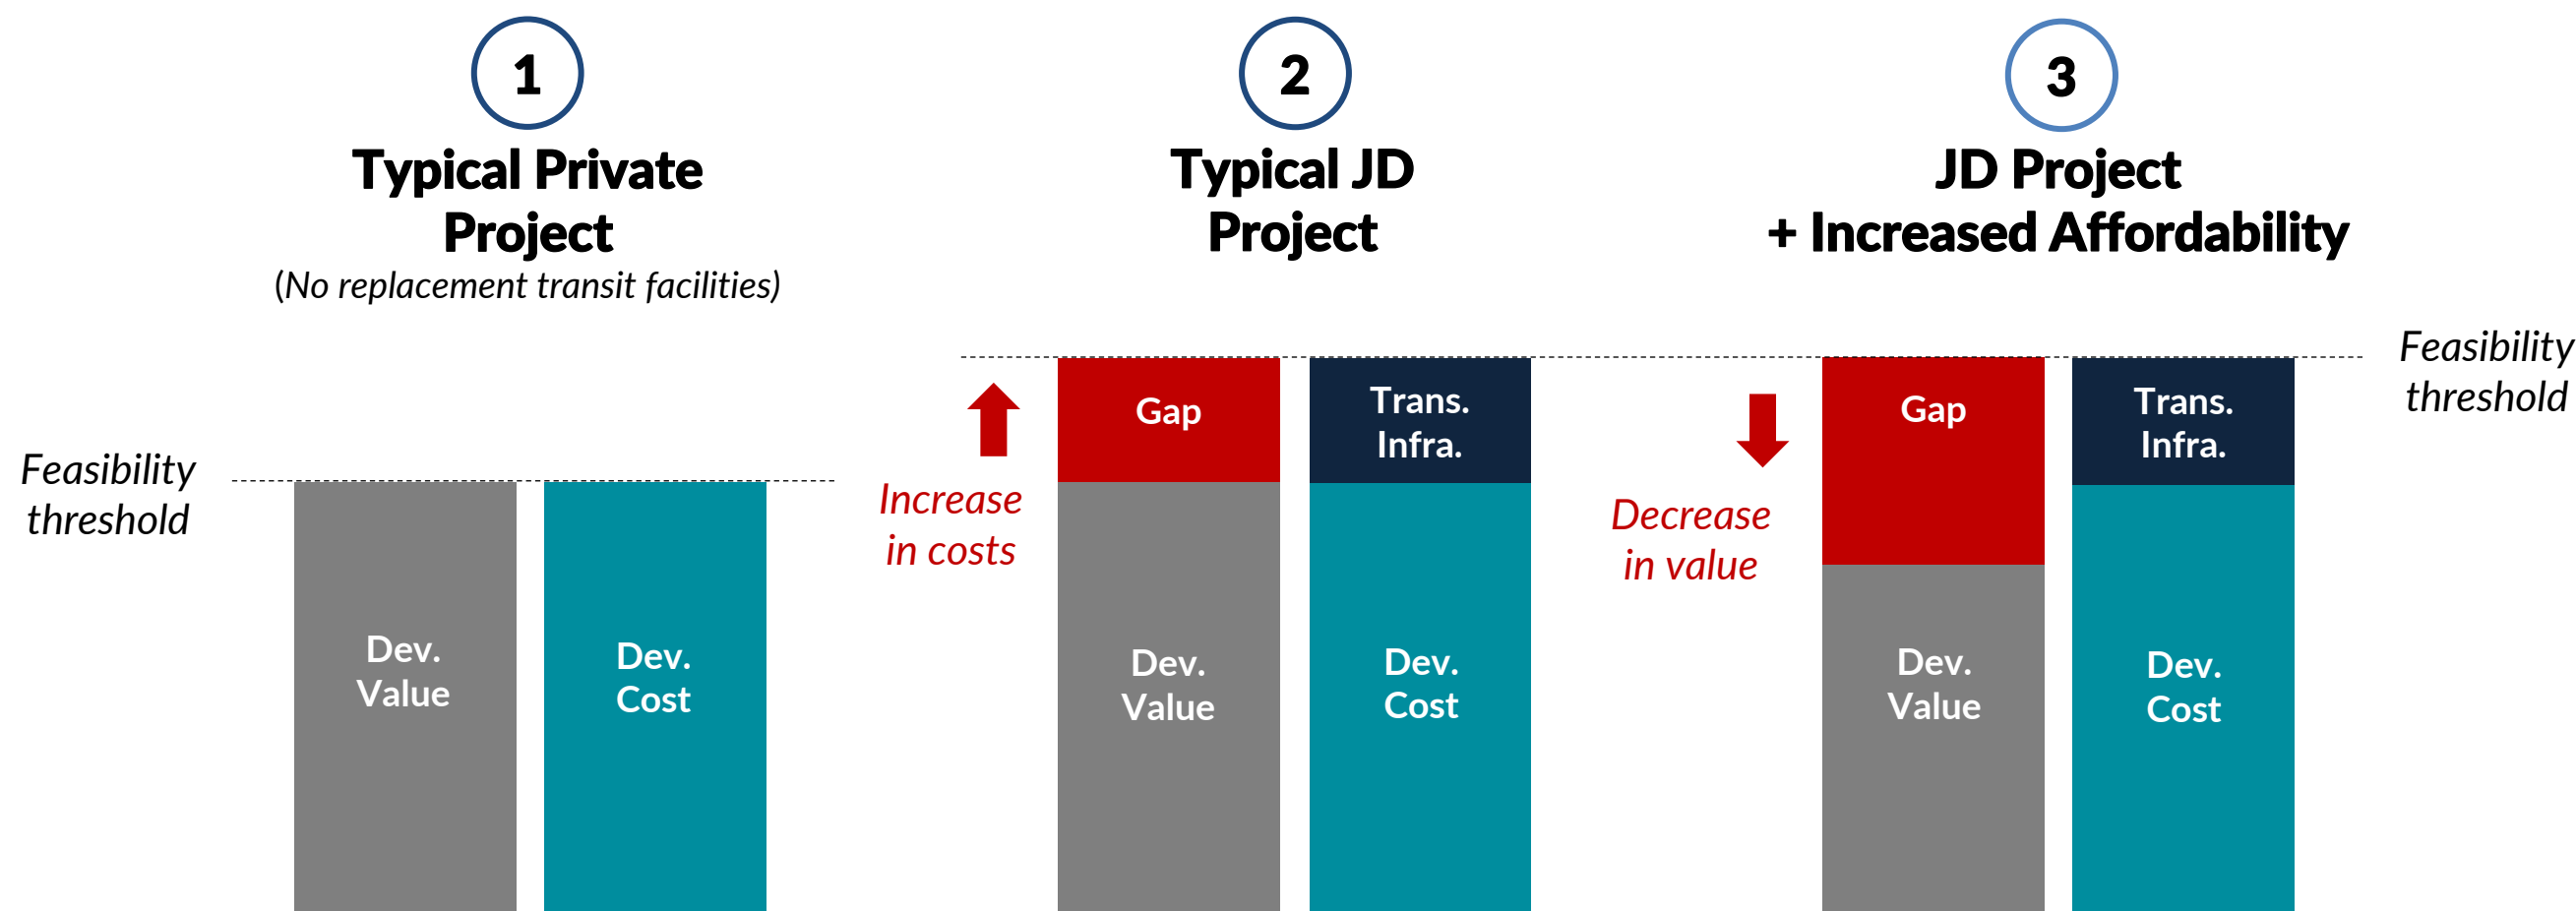 1
Typical Private
Project
(No replacement transit facilities)
Feasibility
threshold
Dev.
Value
Dev.
Cost
2
Typical JD
Project
Increase
in costs
Gap
Dev.
Value
Trans.
Infra.
Dev.
Cost
3
JD Project
+ Increased Affordability
Decrease
in value
Gap
Dev.
Value
Trans.
Infra.
Dev.
Cost
Feasibility
threshold